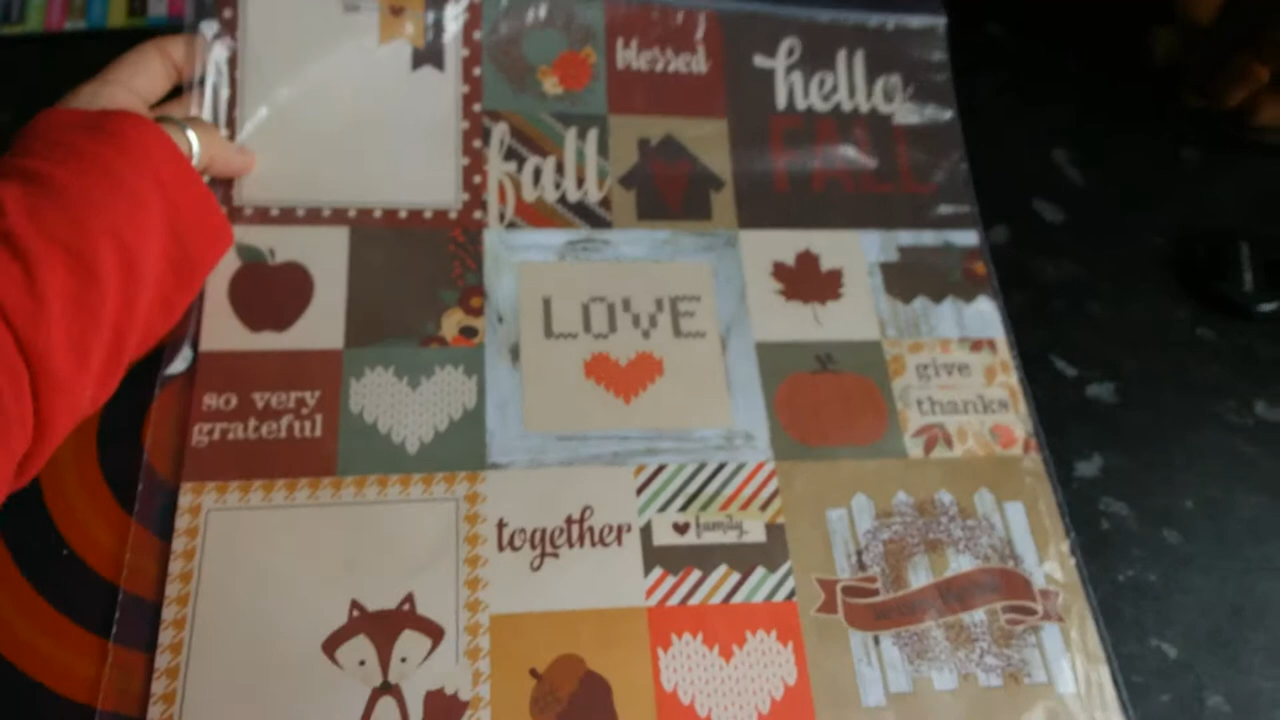 blessed
hello
FALL
fall
LOVE
so very
grateful
give
thanks
together
family